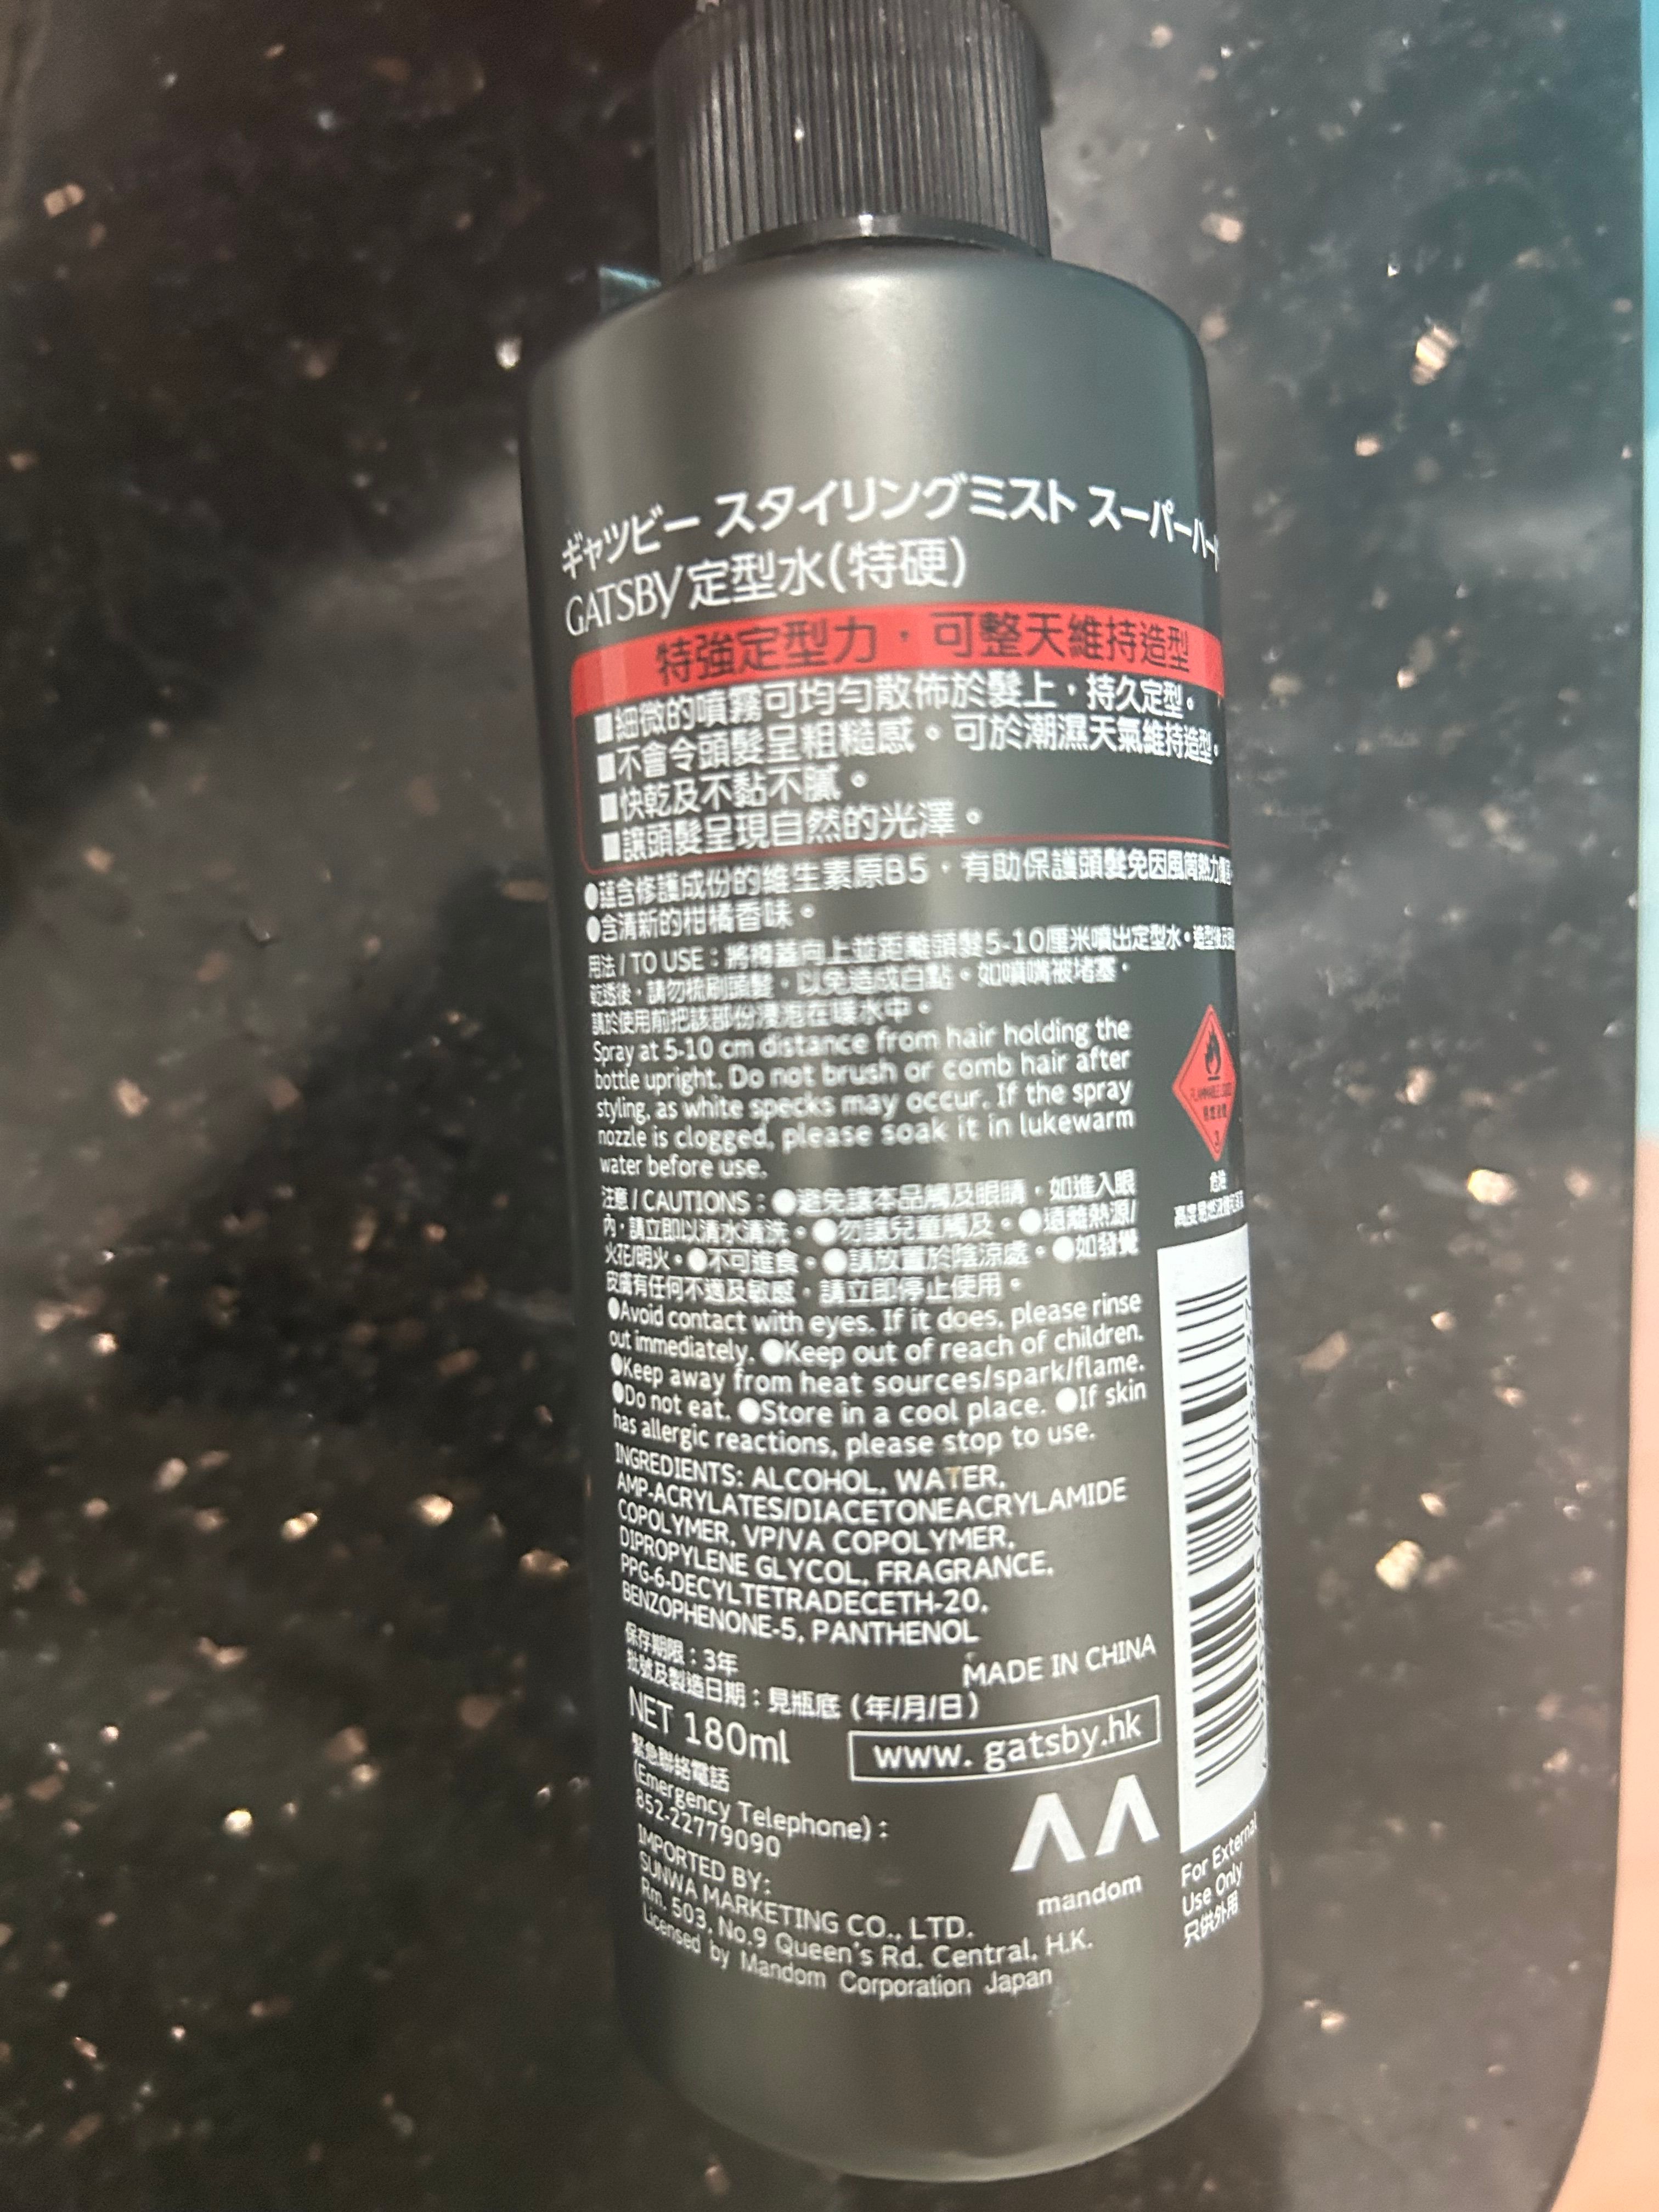 ギャツビー スタイリングミスト スーパーハード
GATSBY定型水(特硬)
特強定型力，可整天維持造型
■細微的噴霧可均勻散佈於髮上，持久定型。
■不會令頭髮呈粗糙感。可於潮濕天氣維持造型。
■快乾及不黏不膩。
■讓頭髮呈現自然的光澤。
●蘊含修護成份的維生素原B5，有助保護頭髮免因風筒熱力傷害。
●含清新的柑橘香味。
用法/TO USE：將樽蓋向上並距離頭髮5-10厘米噴出定型水。造型後及頭髮
乾透後，請勿梳刷頭髮，以免造成白點。如噴嘴被堵塞，
請於使用前把該部份浸泡在暖水中。
Spray at 5-10 cm distance from hair holding the
bottle upright. Do not brush or comb hair after
styling, as white specks may occur. If the spray
nozzle is clogged, please soak it in lukewarm
water before use.
注意/CAUTIONS：●避免讓本品觸及眼睛，如進入眼
內，請立即以清水清洗。●勿讓兒童觸及。●遠離熱源/
火花/明火。●不可進食。●請放置於陰涼處。●如發覺
皮膚有任何不適及敏感，請立即停止使用。
●Avoid contact with eyes. If it does, please rinse
out immediately. ●Keep out of reach of children.
●Keep away from heat sources/spark/flame.
●Do not eat. ●Store in a cool place. ●If skin
has allergic reactions, please stop to use.
INGREDIENTS: ALCOHOL, WATER,
AMP-ACRYLATES/DIACETONEACRYLAMIDE
COPOLYMER, VP/VA COPOLYMER,
DIPROPYLENE GLYCOL, FRAGRANCE,
PPG-6-DECYLTETRADECETH-20,
BENZOPHENONE-5, PANTHENOL
保存期限：3年
MADE IN CHINA
批號及製造日期：見瓶底（年/月/日）
NET 180ml
www. gatsby.hk
緊急聯絡電話
(Emergency Telephone)：
852-22779090
IMPORTED BY:
SUNWA MARKETING CO., LTD.
Rm. 503, No.9 Queen's Rd. Central, H.K.
Licensed by Mandom Corporation Japan
mandom
3
危險
For External
Use Only
只供外用